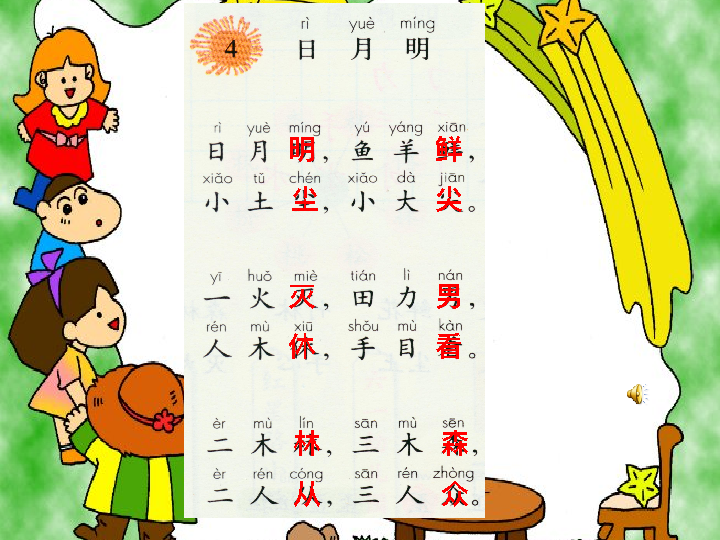 rì yuè míng
4 日 月 明
rì yuè míng yú yáng xiān
日 月 明，鱼 羊 鲜，
xiǎo tǔ chén xiǎo dà jiān
小 土 尘，小 大 尖。
yī huǒ miè tián lì nán
一 火 灭，田 力 男，
rén mù xiū shǒu mù kàn
人 木 休，手 目 看。
èr mù lín sān mù sēn
二 木 林，三 木 森，
èr rén cóng sān rén zhòng
二 人 从，三 人 众。